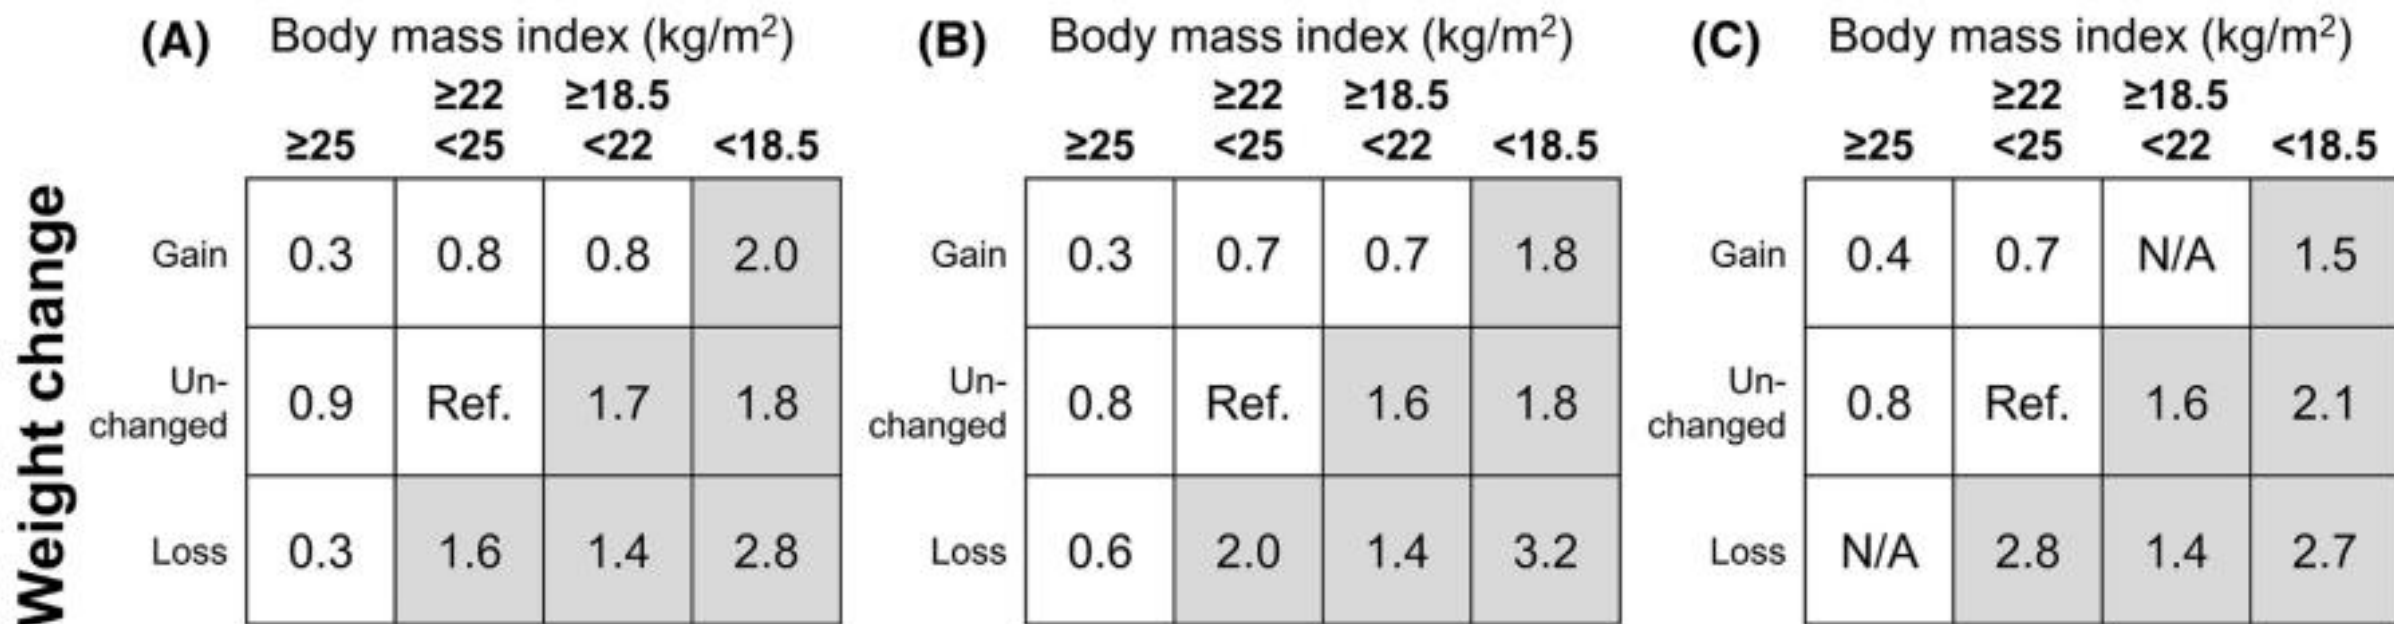 (A) Body mass index (kg/m²) (B) Body mass index (kg/m²) (C) Body mass index (kg/m²)
≥22 ≥18.5 ≥22 ≥18.5 ≥22 ≥18.5
≥25 <25 <22 <18.5 ≥25 <25 <22 <18.5 ≥25 <25 <22 <18.5
Weight change
Gain 0.3 0.8 0.8 2.0 Gain 0.3 0.7 0.7 1.8 Gain 0.4 0.7 N/A 1.5
Un-
changed 0.9 Ref. 1.7 1.8 Un-
changed 0.8 Ref. 1.6 1.8 Un-
changed 0.8 Ref. 1.6 2.1
Loss 0.3 1.6 1.4 2.8 Loss 0.6 2.0 1.4 3.2 Loss N/A 2.8 1.4 2.7